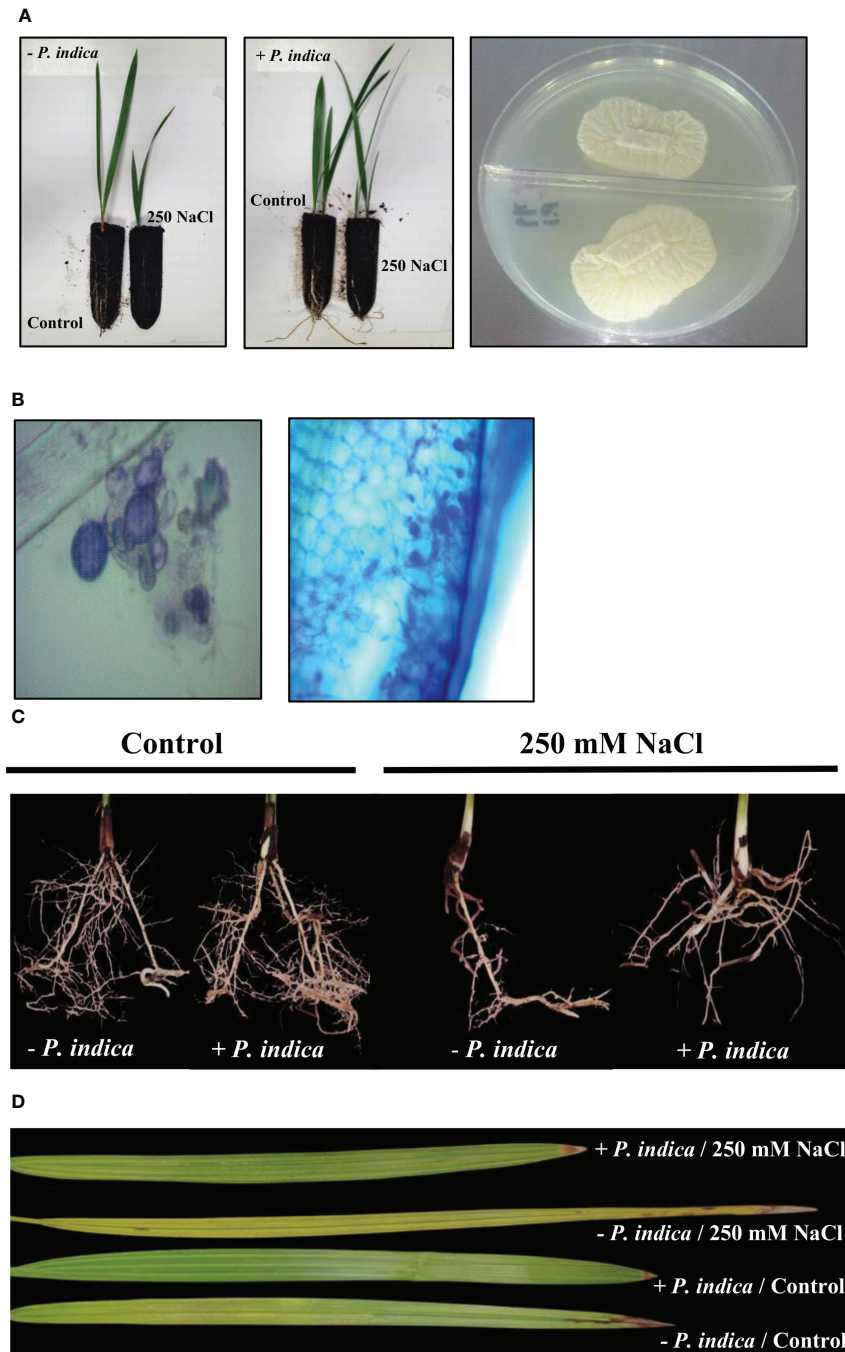 A
- P. indica
250 NaCl
Control
+ P. indica
Control
250 NaCl
B
C
Control
250 mM NaCl
- P. indica
+ P. indica
- P. indica
+ P. indica
D
+ P. indica / 250 mM NaCl
- P. indica / 250 mM NaCl
+ P. indica / Control
- P. indica / Control